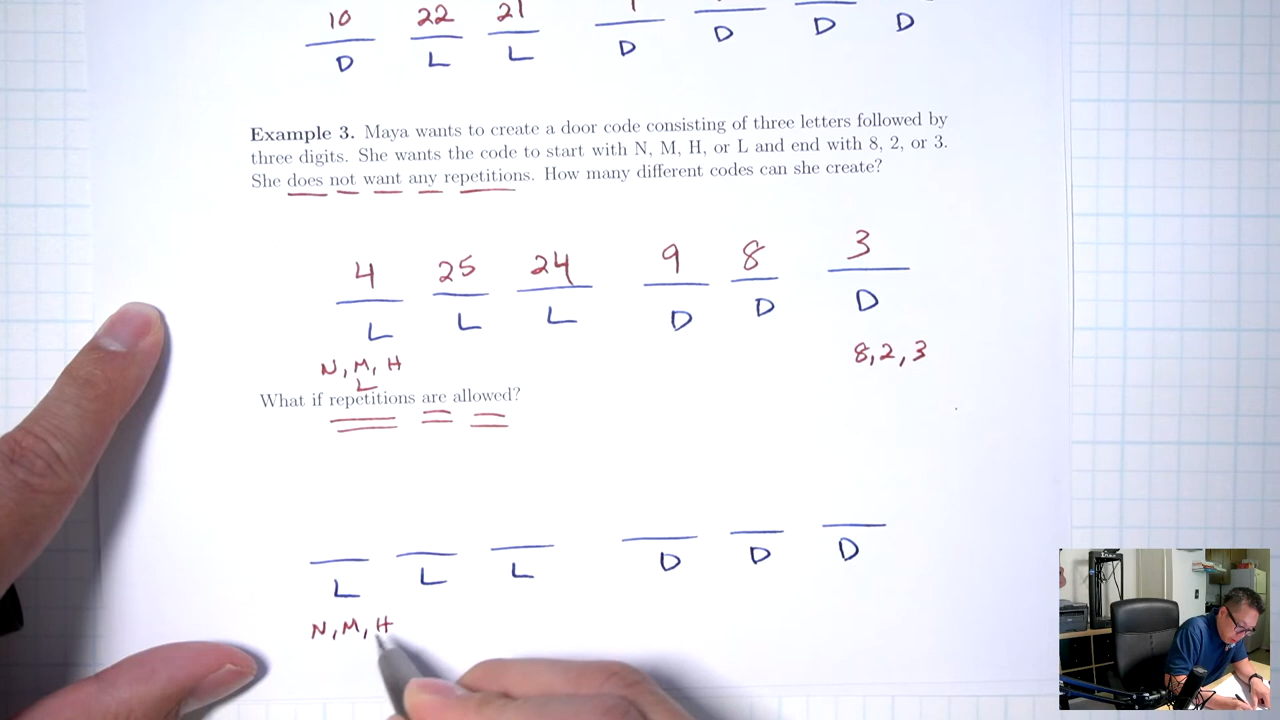 10 22 21
D L L D D D D
Example 3. Maya wants to create a door code consisting of three letters followed by
three digits. She wants the code to start with N, M, H, or L and end with 8, 2, or 3.
She does not want any repetitions. How many different codes can she create?
4 25 24 9 8 3
L L L D D D
N, M, H 8, 2, 3
L
What if repetitions are allowed?
L L L D D D
N, M, H